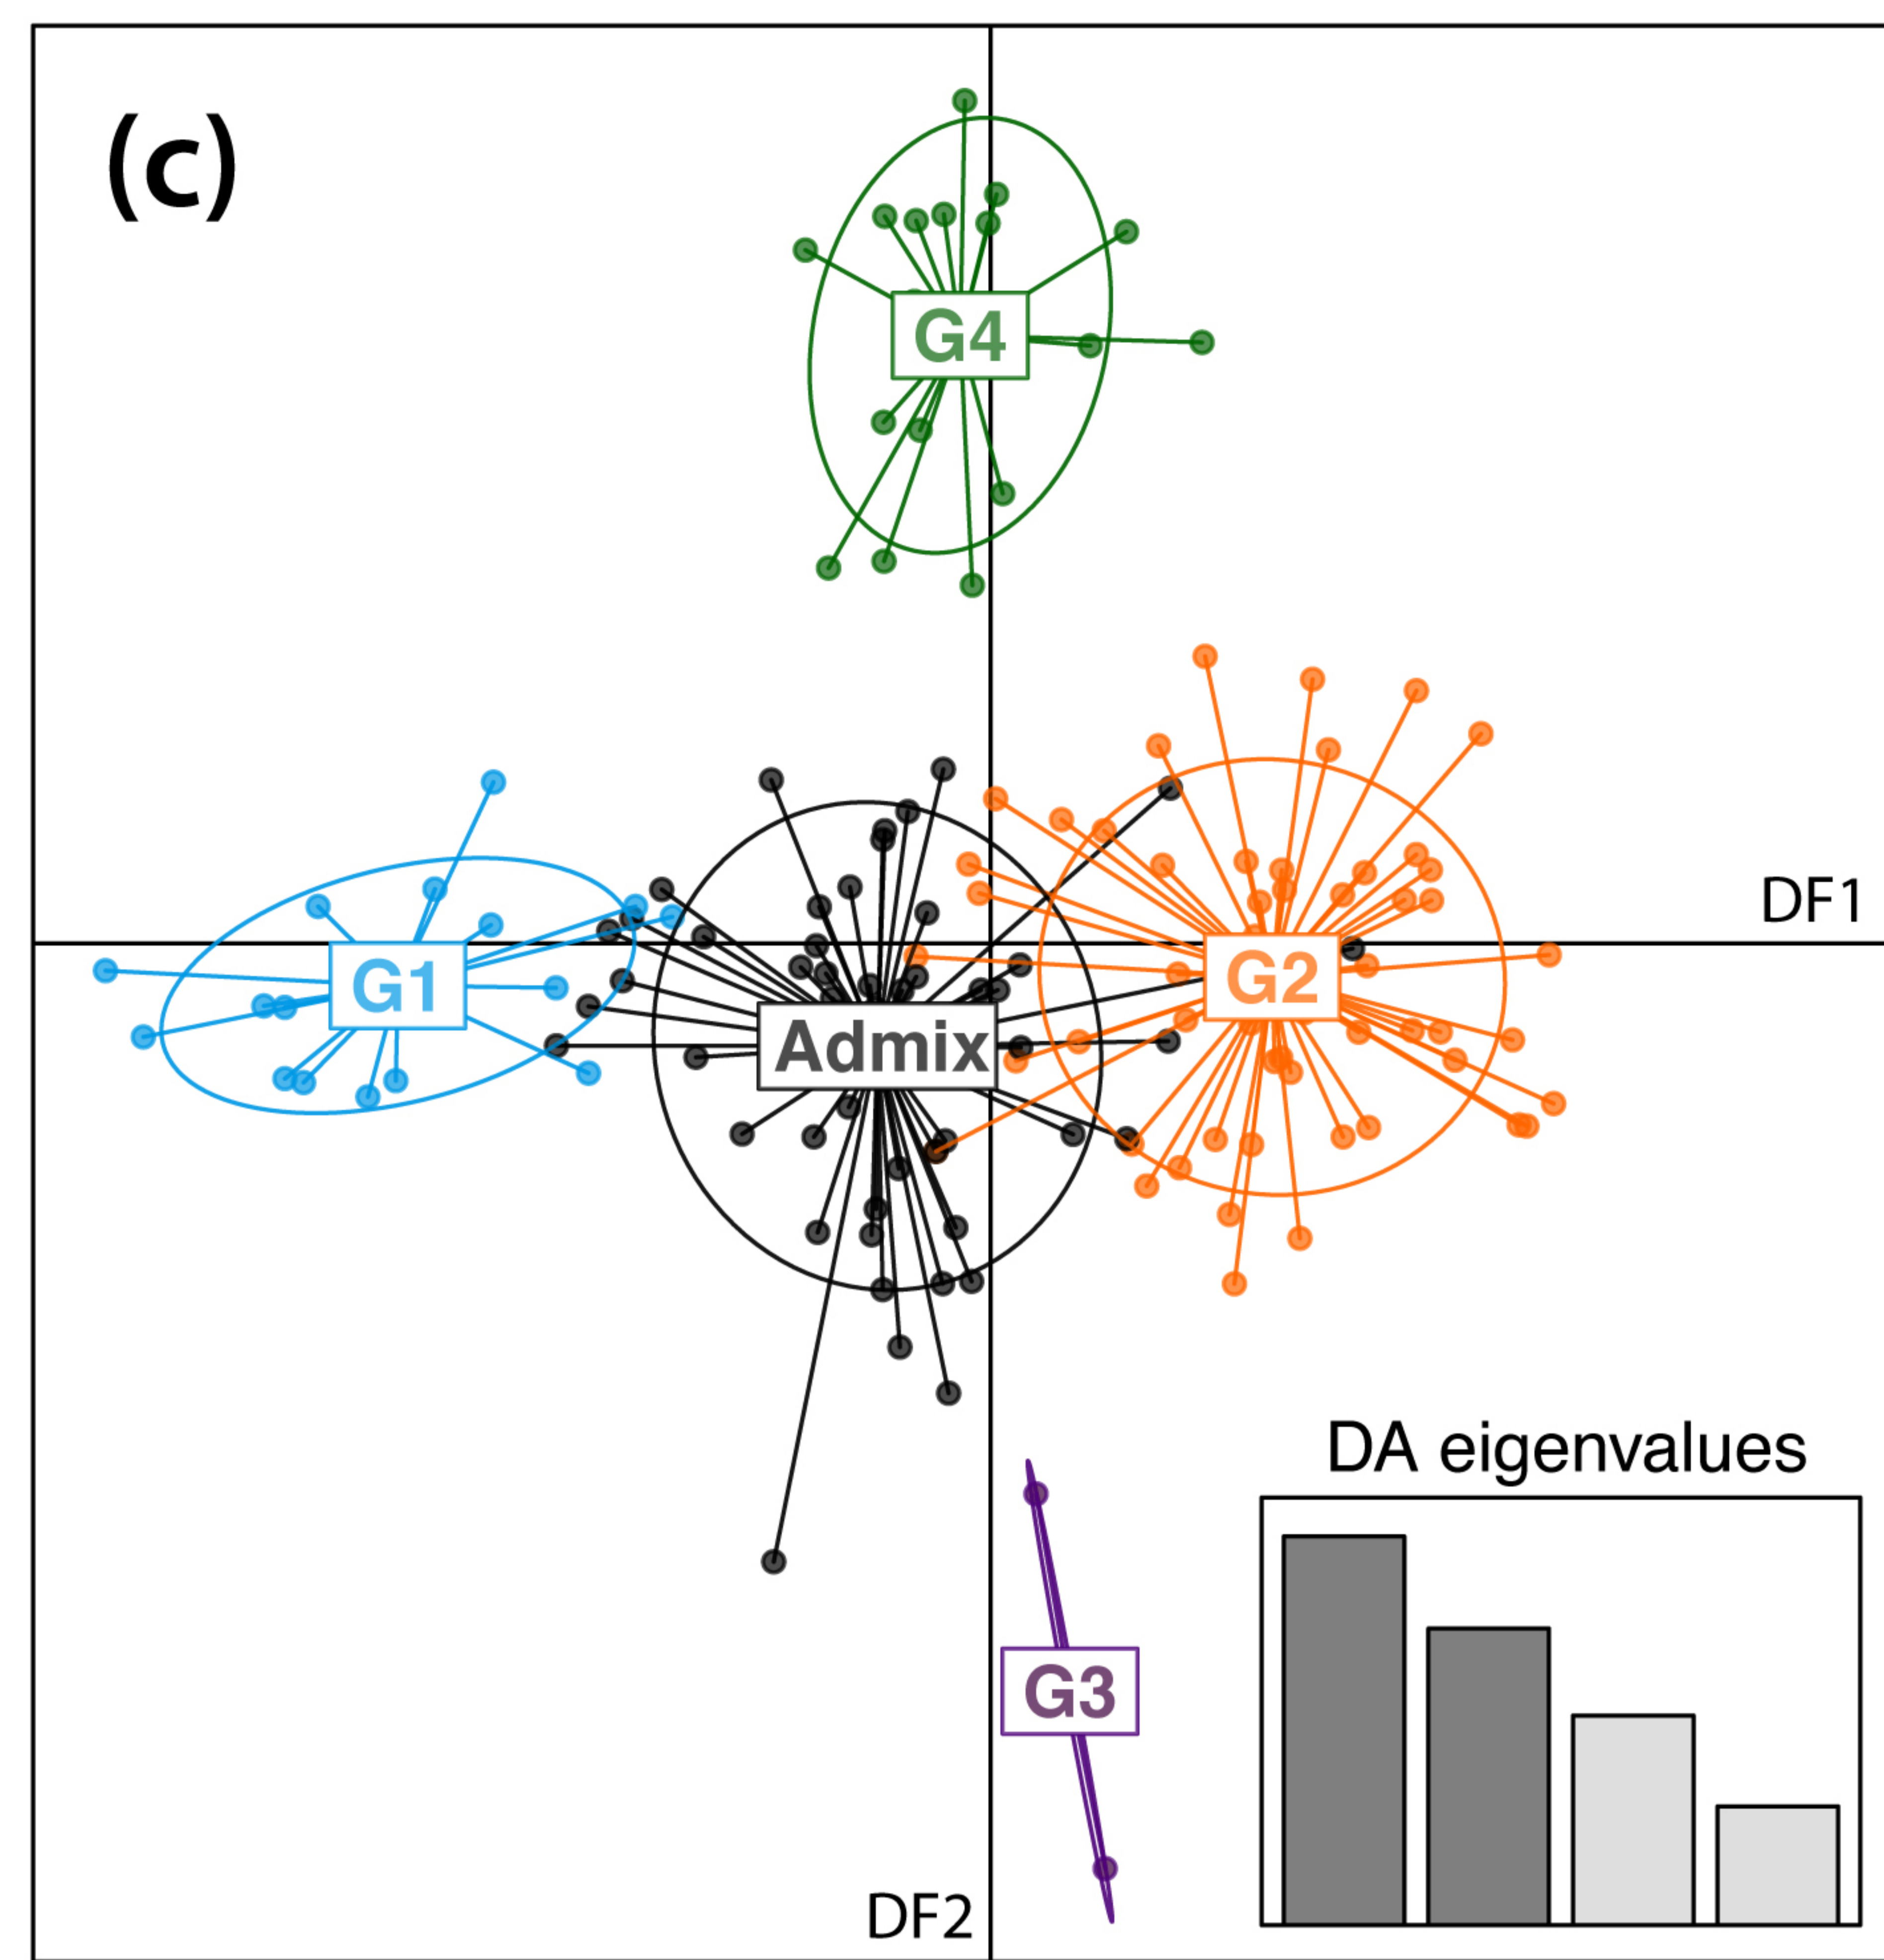 (c)
G4
DF1
G1
G2
Admix
DA eigenvalues
G3
DF2